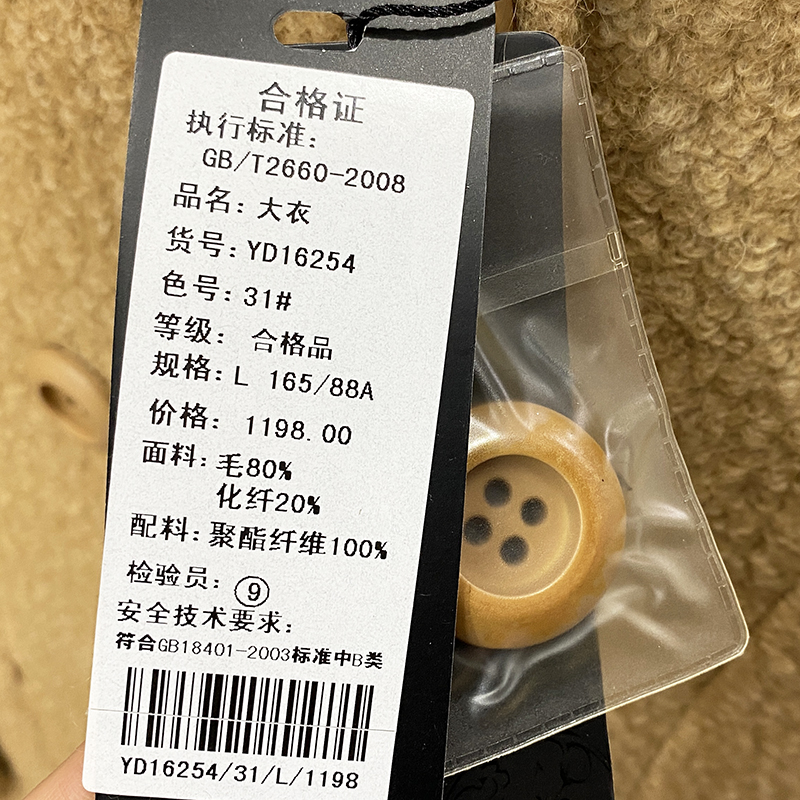 合格证
执行标准:
GB/T2660-2008
品名: 大衣
货号: YD16254
色号: 31#
等级: 合格品
规格: L 165/88A
价格: 1198.00
面料: 毛80%
化纤20%
配料: 聚酯纤维100%
检验员: ⑨
安全技术要求:
符合GB18401-2003标准中B类
YD16254/31/L/1198